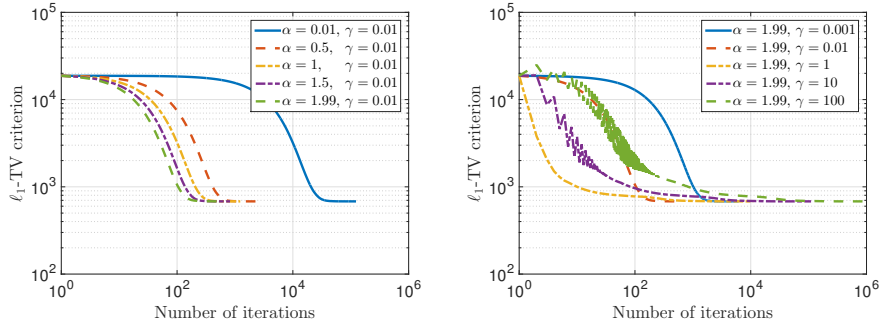 10^5
10^4
10^3
10^2
ℓ₁-TV criterion
α = 0.01, γ = 0.01
α = 0.5, γ = 0.01
α = 1, γ = 0.01
α = 1.5, γ = 0.01
α = 1.99, γ = 0.01
10^0 10^2 10^4 10^6
Number of iterations
10^5
10^4
10^3
10^2
ℓ₁-TV criterion
α = 1.99, γ = 0.001
α = 1.99, γ = 0.01
α = 1.99, γ = 1
α = 1.99, γ = 10
α = 1.99, γ = 100
10^0 10^2 10^4 10^6
Number of iterations